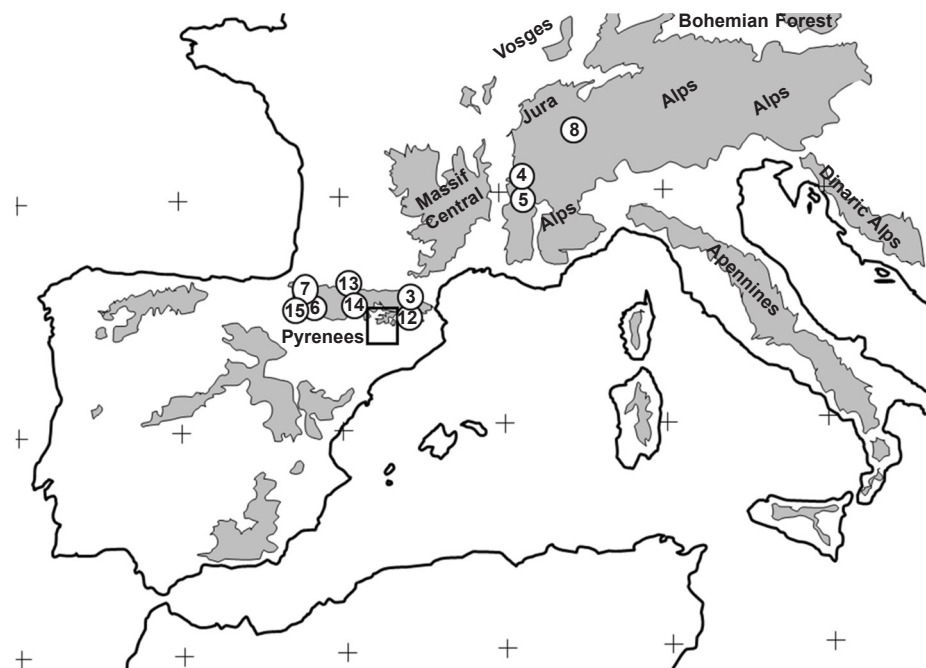 Bohemian Forest
Vosges
Alps
Alps
Jura
8
4
Massif
Central
5
Alps
Dinaric Alps
Apennines
13
7
3
14
6
15
12
Pyrenees